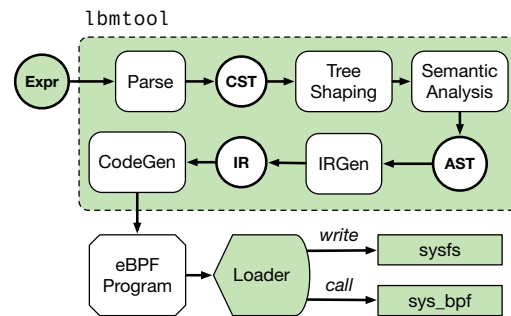 lbmtool
Expr
Parse
CST
Tree
Shaping
Semantic
Analysis
CodeGen
IR
IRGen
AST
eBPF
Program
Loader
write
sysfs
call
sys_bpf